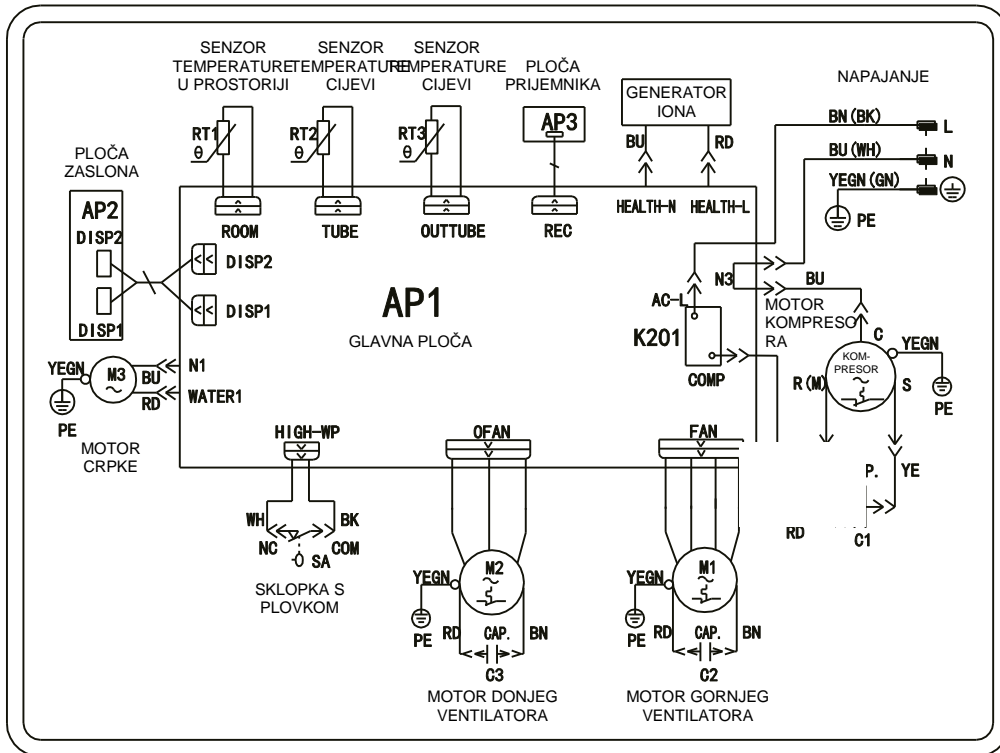 SENZOR
TEMPERATURE
U PROSTORIJI
SENZOR
TEMPERATURE
CIJEVI
SENZOR
TEMPERATURE
CIJEVI
PLOČA
PRIJEMNIKA
GENERATOR
IONA
NAPAJANJE
RT1
θ
RT2
θ
RT3
θ
AP3
BU
RD
BN(BK)
L
BU(WH)
N
YEGN(GN)
PE
PLOČA
ZASLONA
AP2
DISP2
DISP1
ROOM
TUBE
OUTTUBE
REC
HEALTH-N
HEALTH-L
DISP2
DISP1
AP1
GLAVNA PLOČA
N3
BU
AC-L
K201
COMP
MOTOR
KOMPRESO
RA
C
YEGN
KOM-
PRESOR
R(M)
S
PE
YEGN
M3
BU
RD
N1
WATER1
PE
MOTOR
CRPKE
HIGH-WP
OFAN
FAN
P.
YE
RD
C1
WH
BK
NC
COM
SA
SKLOPKA S
PLOVKOM
YEGN
M2
PE
RD
CAP.
BN
C3
MOTOR DONJEG
VENTILATORA
YEGN
M1
PE
RD
CAP.
BN
C2
MOTOR GORNJEG
VENTILATORA